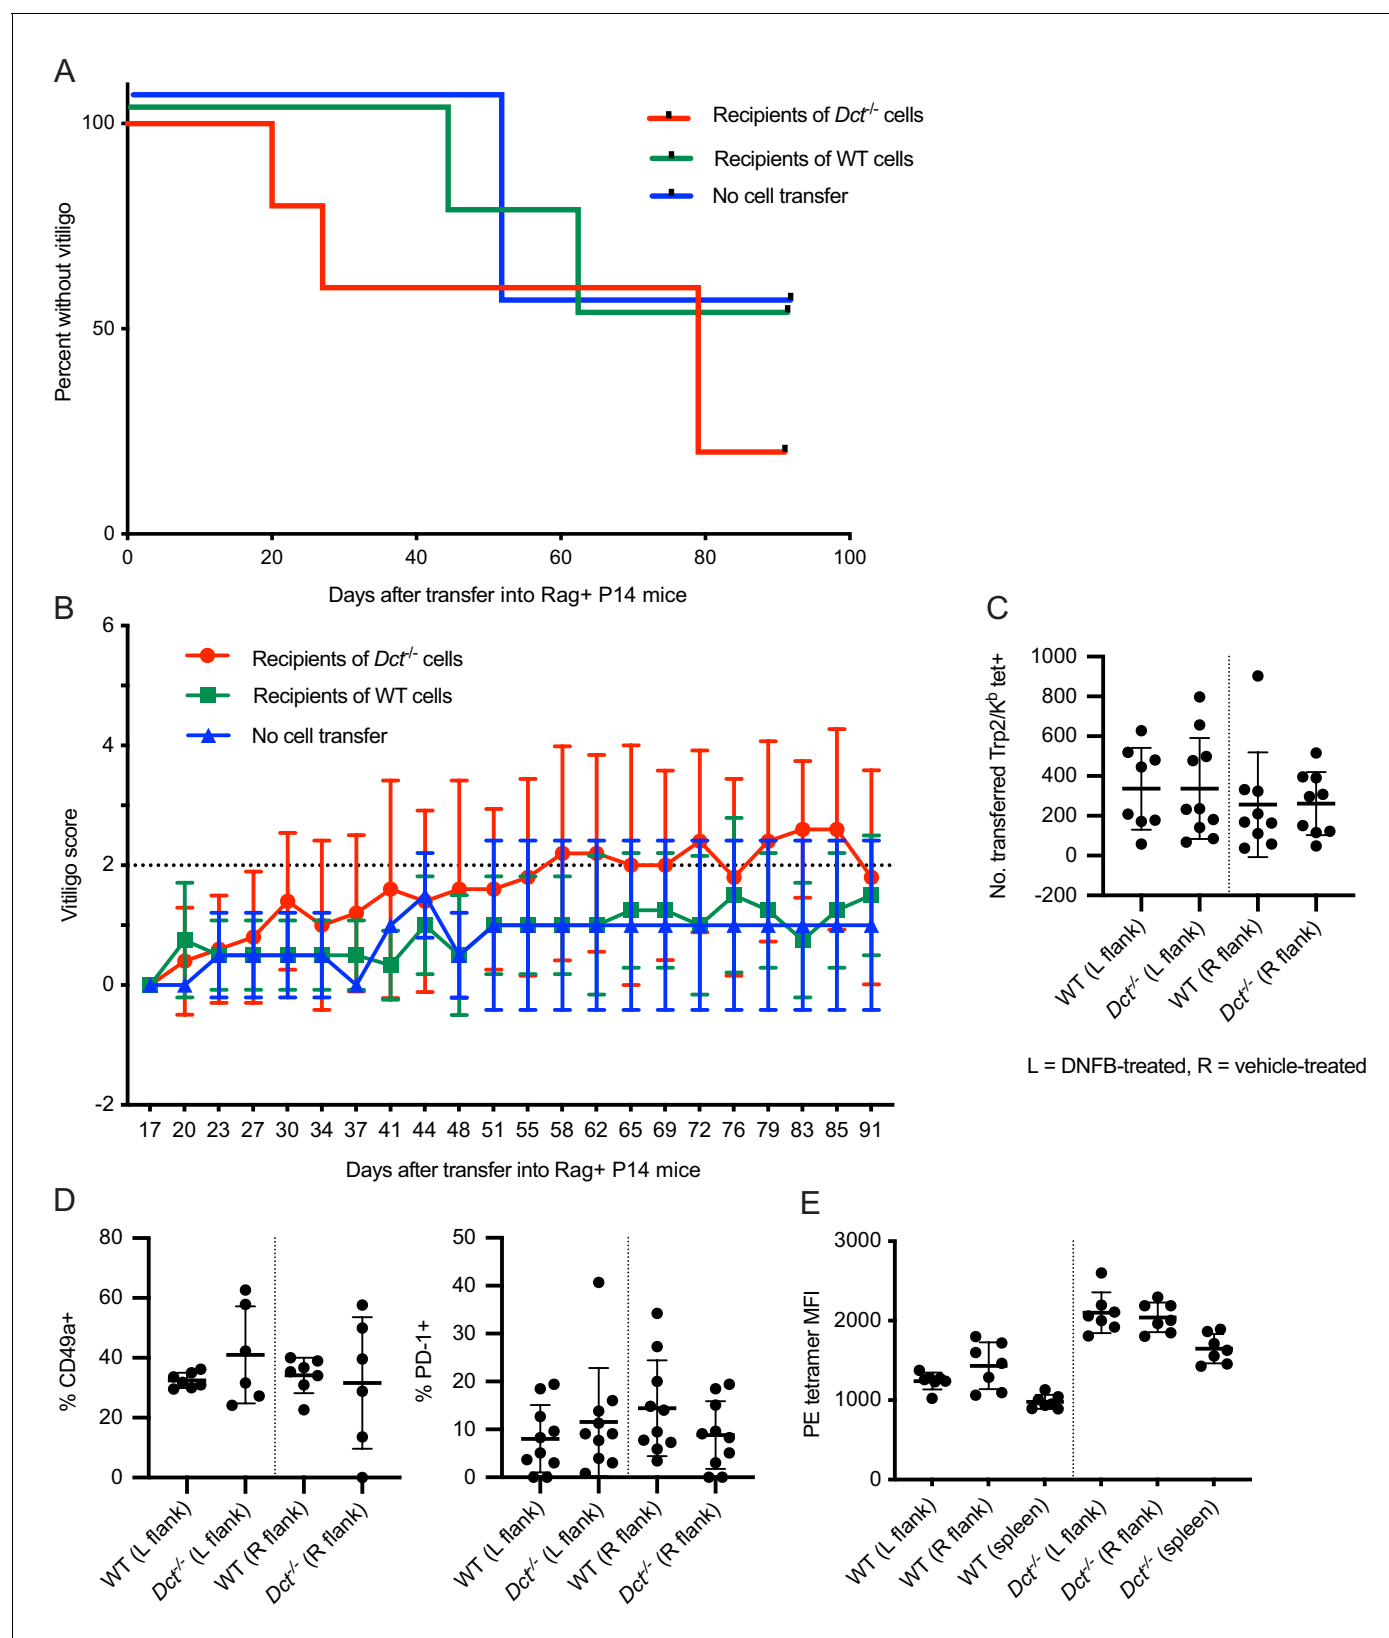 A
Percent without vitiligo
100
50
0
0 20 40 60 80 100
Days after transfer into Rag+ P14 mice
Recipients of Dct-/- cells
Recipients of WT cells
No cell transfer
B
Vitiligo score
6
4
2
0
-2
Recipients of Dct-/- cells
Recipients of WT cells
No cell transfer
17 20 23 27 30 34 37 41 44 48 51 55 58 62 65 69 72 76 79 83 85 91
Days after transfer into Rag+ P14 mice
C
No. transferred Trp2/Kb tet+
1000
800
600
400
200
0
-200
WT (L flank)
Dct-/- (L flank)
WT (R flank)
Dct-/- (R flank)
L = DNFB-treated, R = vehicle-treated
D
% CD49a+
80
60
40
20
0
WT (L flank)
Dct-/- (L flank)
WT (R flank)
Dct-/- (R flank)
% PD-1+
50
40
30
20
10
0
WT (L flank)
Dct-/- (L flank)
WT (R flank)
Dct-/- (R flank)
E
PE tetramer MFI
3000
2000
1000
0
WT (L flank)
WT (R flank)
WT (spleen)
Dct-/- (L flank)
Dct-/- (R flank)
Dct-/- (spleen)